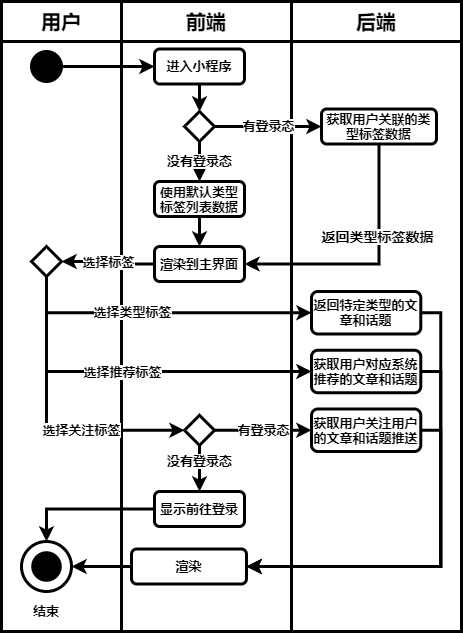 用户
前端
后端
进入小程序
有登录态
获取用户关联的类
型标签数据
没有登录态
使用默认类型
标签列表数据
返回类型标签数据
选择标签
渲染到主界面
选择类型标签
返回特定类型的文
章和话题
选择推荐标签
获取用户对应系统
推荐的文章和话题
选择关注标签
有登录态
获取用户关注用户
的文章和话题推送
没有登录态
显示前往登录
渲染
结束